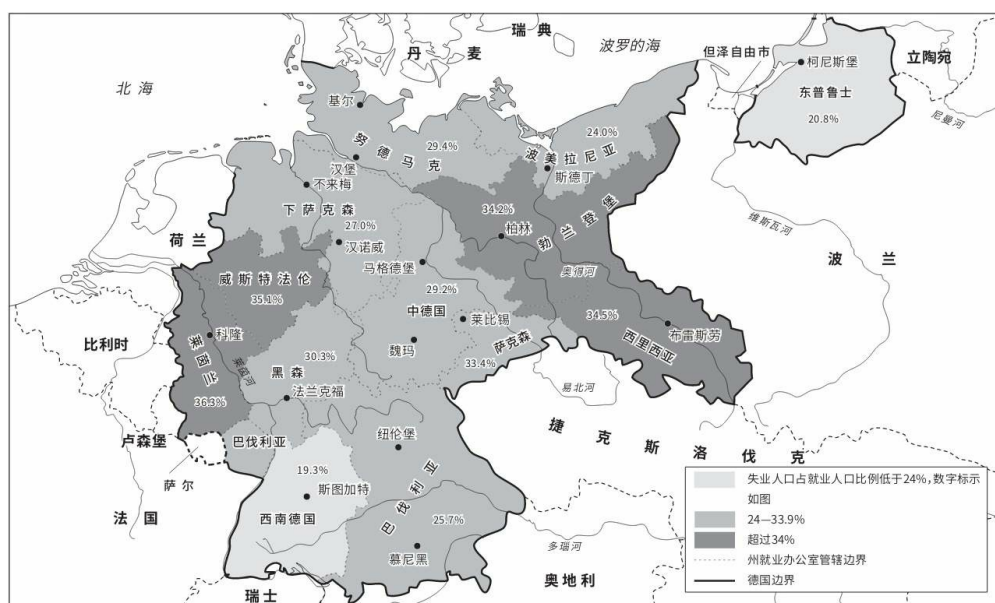 瑞典
丹麦
波罗的海
北海
但泽自由市
柯尼斯堡
立陶宛
东普鲁士
20.8%
尼曼河
基尔
努德马克
29.4%
24.0%
波美拉尼亚
斯德丁
汉堡
不来梅
下萨克森
27.0%
汉诺威
34.2%
柏林
勃兰登堡
维斯瓦河
波兰
荷兰
威斯特法伦
35.1%
马格德堡
奥得河
29.2%
中德国
莱比锡
34.5%
布雷斯劳
西里西亚
比利时
科隆
莱茵兰
莱茵河
36.3%
30.3%
黑森
魏玛
萨克森
33.4%
法兰克福
易北河
卢森堡
巴伐利亚
纽伦堡
捷克斯洛伐克
萨尔
19.3%
斯图加特
西南德国
巴伐利亚
25.7%
慕尼黑
法国
多瑙河
奥地利
瑞士
失业人口占就业人口比例低于24%,数字标示
如图
24—33.9%
超过34%
州就业办公室管辖边界
德国边界